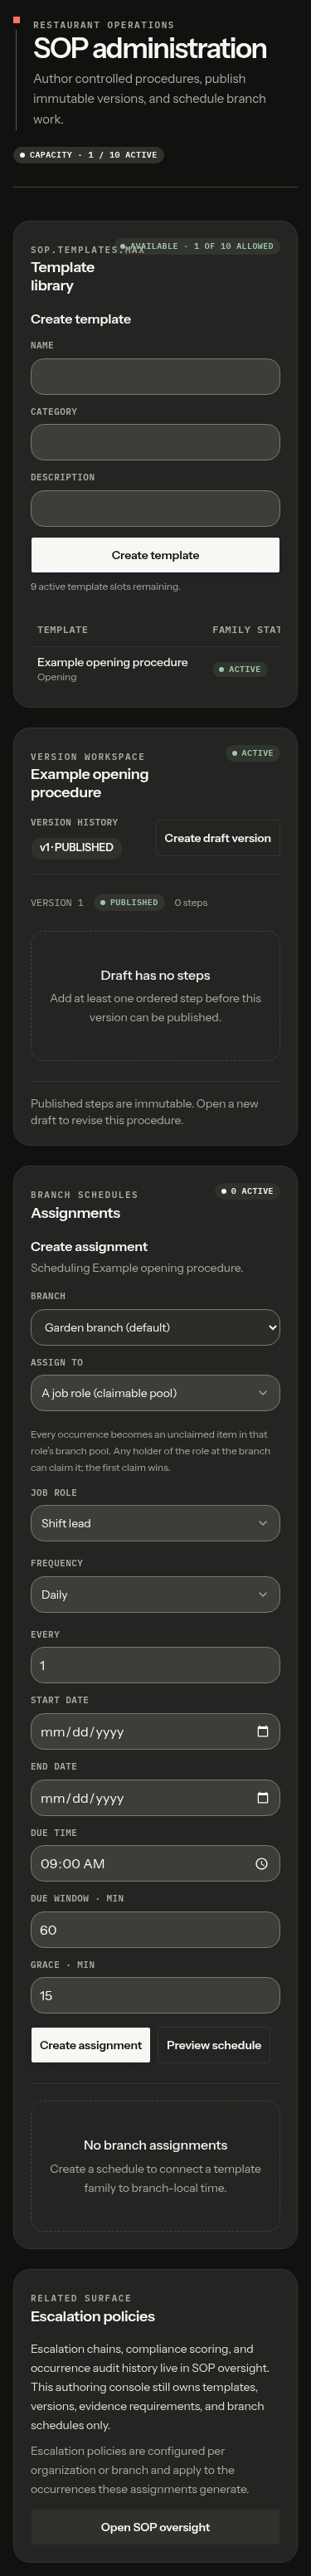 RESTAURANT OPERATIONS
SOP administration
Author controlled procedures, publish
immutable versions, and schedule branch
work.
CAPACITY · 1 / 10 ACTIVE
SOP.TEMPLATES.MAX
AVAILABLE · 1 OF 10 ALLOWED
Template
library
Create template
NAME
CATEGORY
DESCRIPTION
Create template
9 active template slots remaining.
TEMPLATE FAMILY STAT
Example opening procedure ACTIVE
Opening
VERSION WORKSPACE ACTIVE
Example opening
procedure
VERSION HISTORY
v1 · PUBLISHED
Create draft version
VERSION 1 PUBLISHED 0 steps
Draft has no steps
Add at least one ordered step before this
version can be published.
Published steps are immutable. Open a new
draft to revise this procedure.
BRANCH SCHEDULES 0 ACTIVE
Assignments
Create assignment
Scheduling Example opening procedure.
BRANCH
Garden branch (default)
ASSIGN TO
A job role (claimable pool)
Every occurrence becomes an unclaimed item in that
role's branch pool. Any holder of the role at the branch
can claim it; the first claim wins.
JOB ROLE
Shift lead
FREQUENCY
Daily
EVERY
1
START DATE
mm/dd/yyyy
END DATE
mm/dd/yyyy
DUE TIME
09:00 AM
DUE WINDOW · MIN
60
GRACE · MIN
15
Create assignment Preview schedule
No branch assignments
Create a schedule to connect a template
family to branch-local time.
RELATED SURFACE
Escalation policies
Escalation chains, compliance scoring, and
occurrence audit history live in SOP oversight.
This authoring console still owns templates,
versions, evidence requirements, and branch
schedules only.
Escalation policies are configured per
organization or branch and apply to the
occurrences these assignments generate.
Open SOP oversight